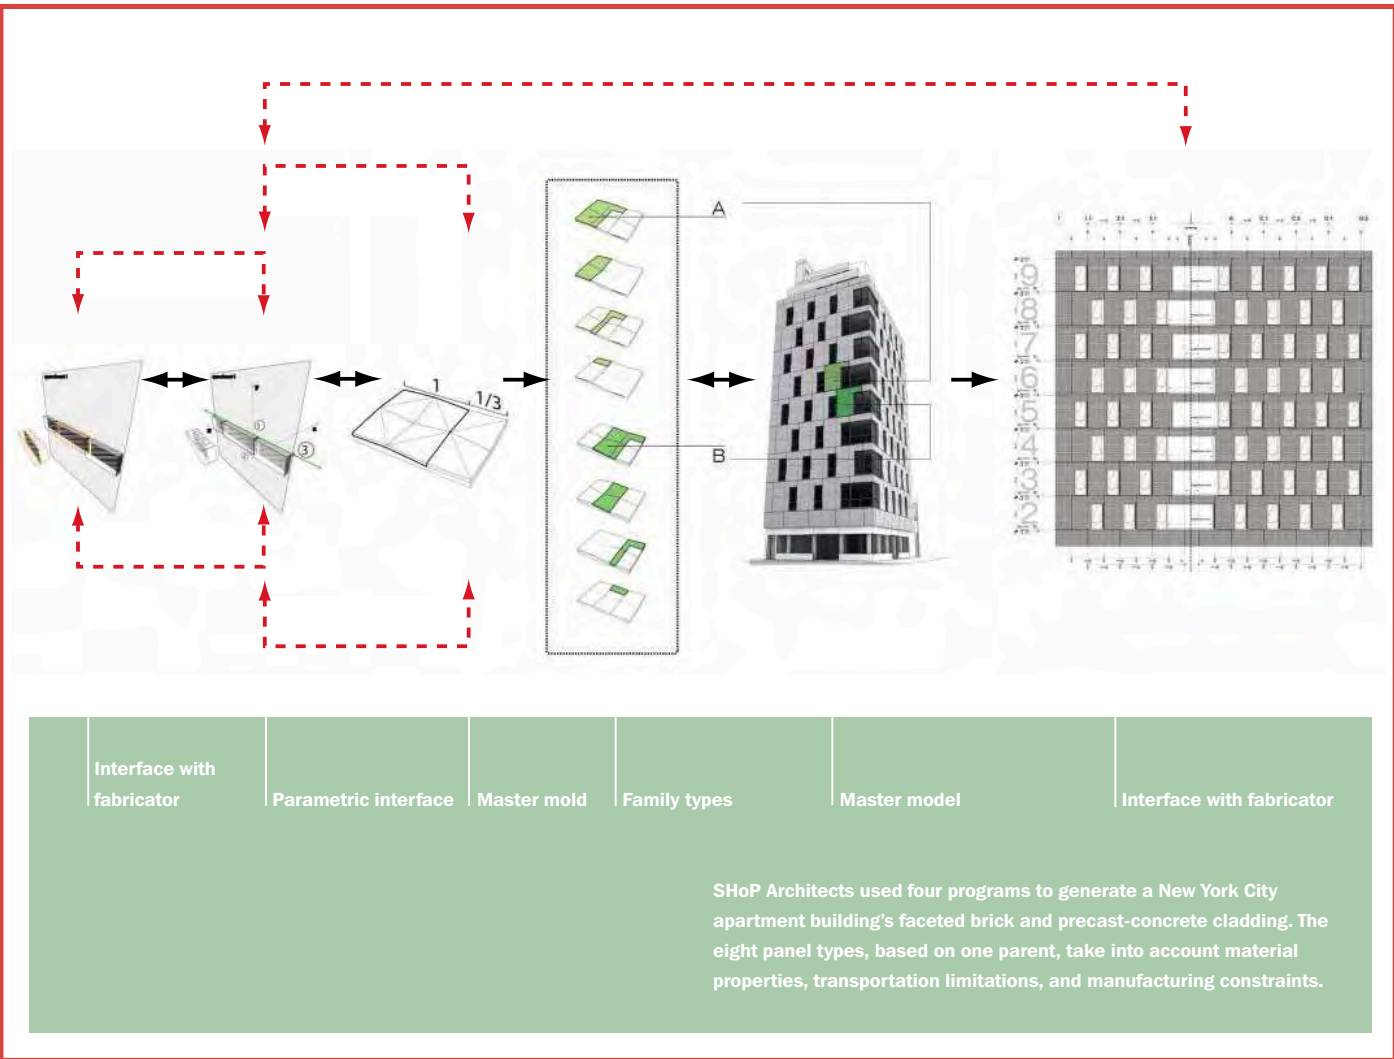 A
B
1
1/3
1
3
9
8
7
6
5
4
3
2
Interface with
fabricator
Parametric interface
Master mold
Family types
Master model
Interface with fabricator
SHoP Architects used four programs to generate a New York City
apartment building’s faceted brick and precast-concrete cladding. The
eight panel types, based on one parent, take into account material
properties, transportation limitations, and manufacturing constraints.